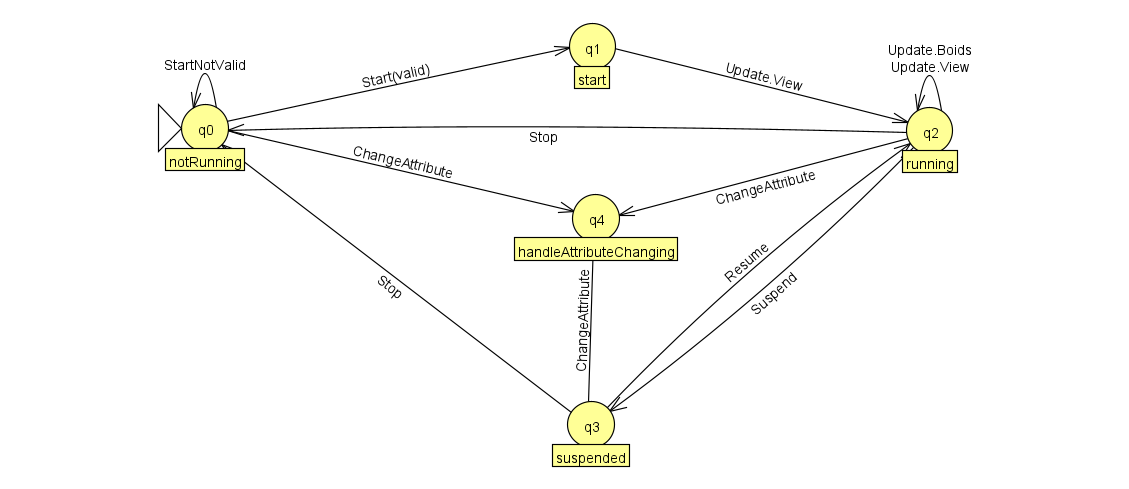 q1
start
Update.Boids
Update.View
StartNotValid
Start(valid)
Update.View
q0
notRunning
q2
running
Stop
ChangeAttribute
ChangeAttribute
q4
handleAttributeChanging
Stop
ChangeAttribute
Resume
Suspend
q3
suspended